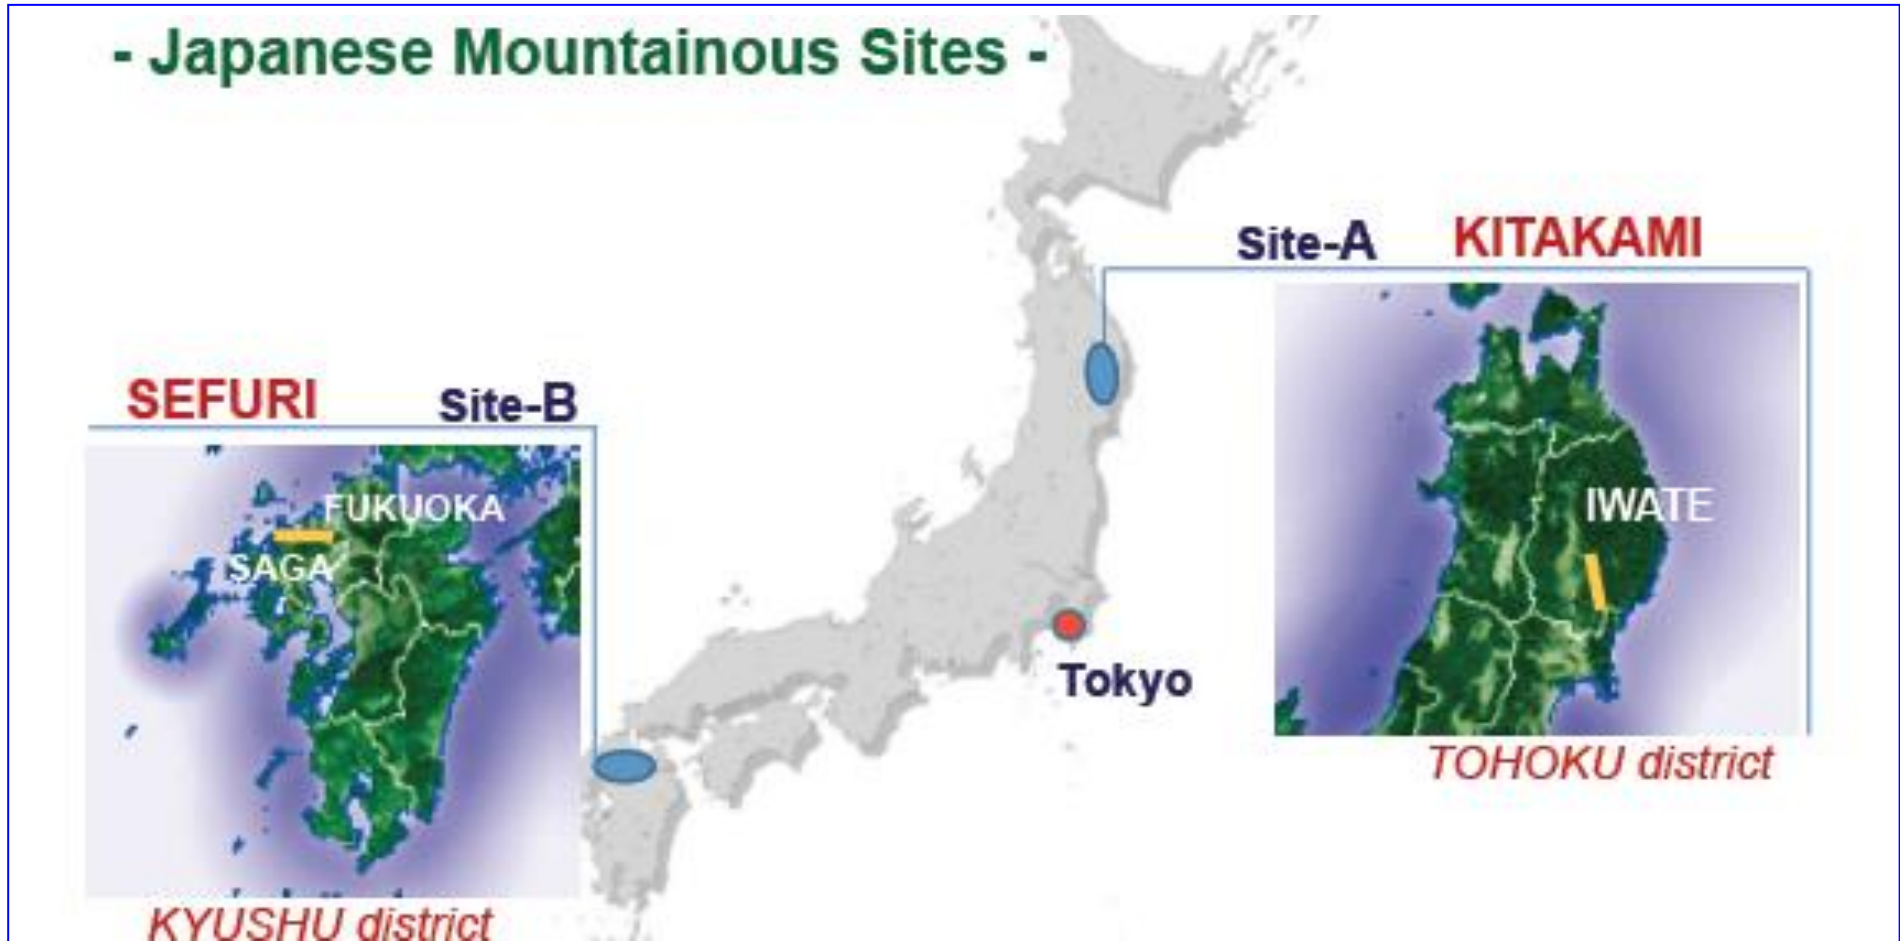 - Japanese Mountainous Sites -
Site-A KITAKAMI
SEFURI Site-B
FUKUOKA
SAGA
IWATE
Tokyo
TOHOKU district
KYUSHU district